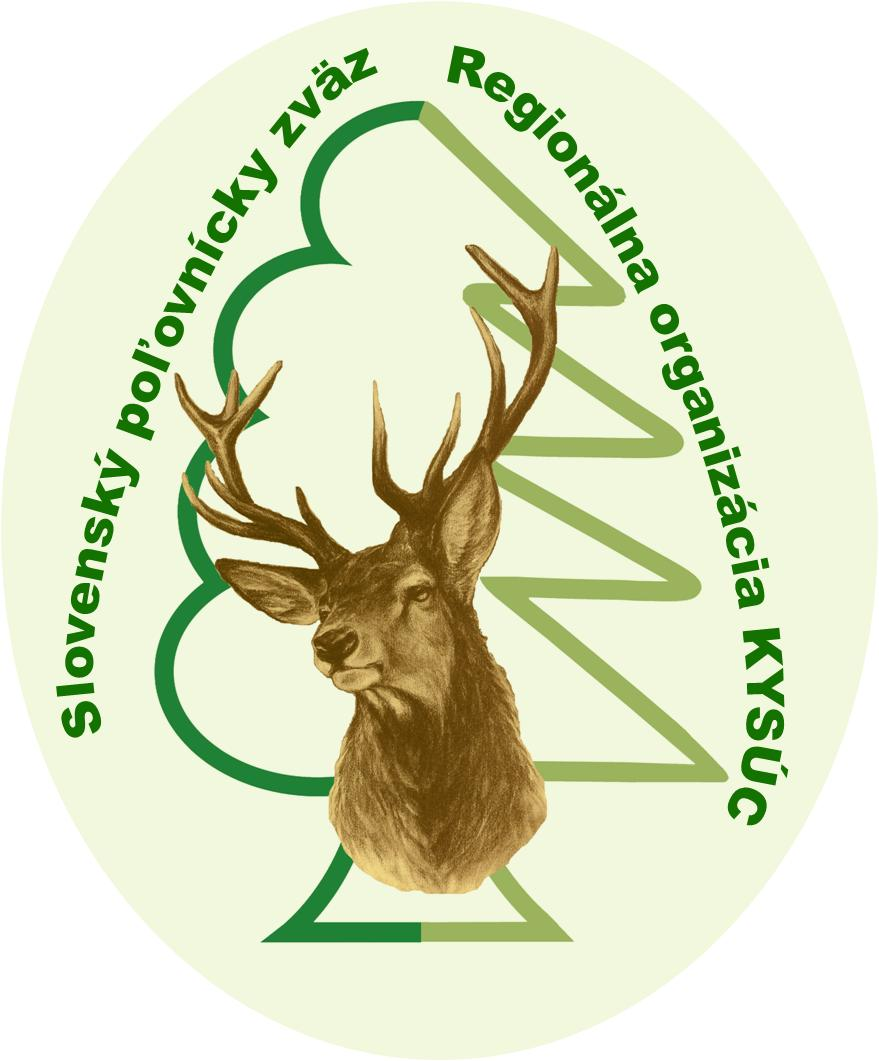 Slovenský poľovnícky zväz
Regionálna organizácia KYSÚC